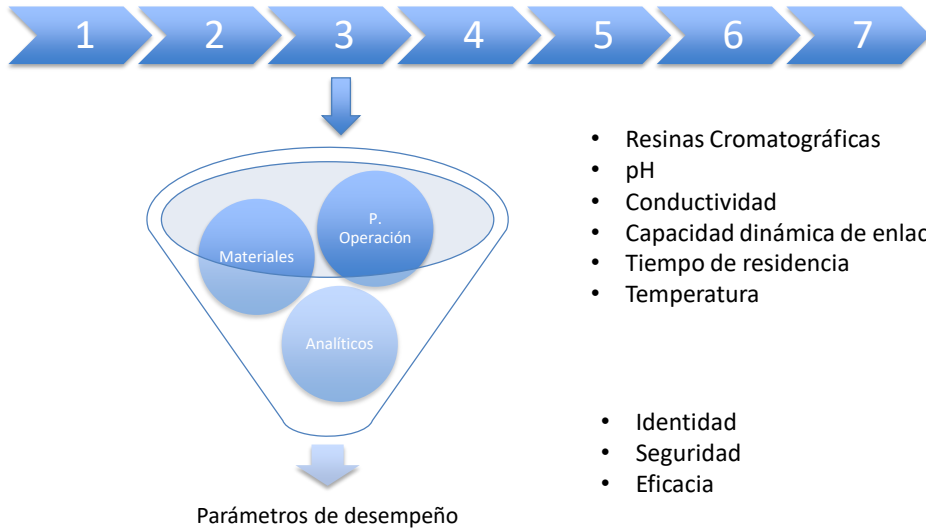 1 2 3 4 5 6 7
• Resinas Cromatográficas
• pH
• Conductividad
• Capacidad dinámica de enlac
• Tiempo de residencia
• Temperatura
P.
Operación
Materiales
Analíticos
• Identidad
• Seguridad
• Eficacia
Parámetros de desempeño